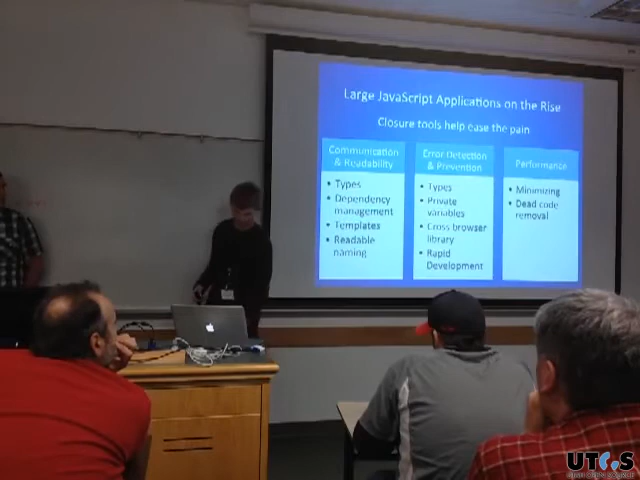 Large JavaScript Applications on the Rise
Closure tools help ease the pain
Communication
& Readability
• Types
• Dependency
management
• Templates
• Readable
naming
Error Detection
& Prevention
• Types
• Private
variables
• Cross browser
library
• Rapid
Development
Performance
• Minimizing
• Dead code
removal
UTOS